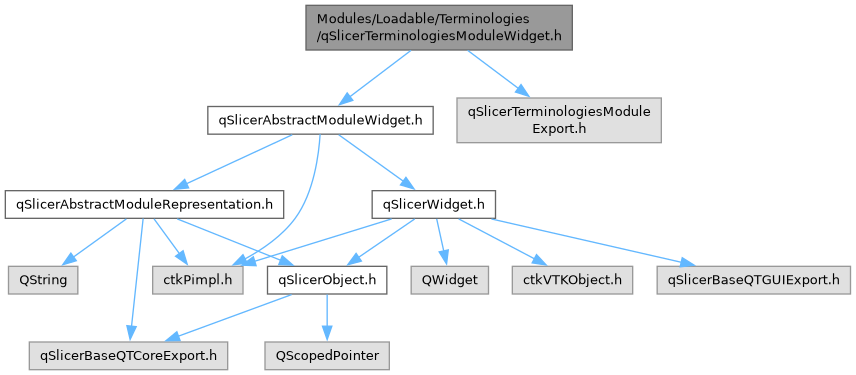 Modules/Loadable/Terminologies
/qSlicerTerminologiesModuleWidget.h
qSlicerAbstractModuleWidget.h
qSlicerTerminologiesModule
Export.h
qSlicerAbstractModuleRepresentation.h
qSlicerWidget.h
QString
ctkPimpl.h
qSlicerObject.h
QWidget
ctkVTKObject.h
qSlicerBaseQTGUIExport.h
qSlicerBaseQTCoreExport.h
QScopedPointer